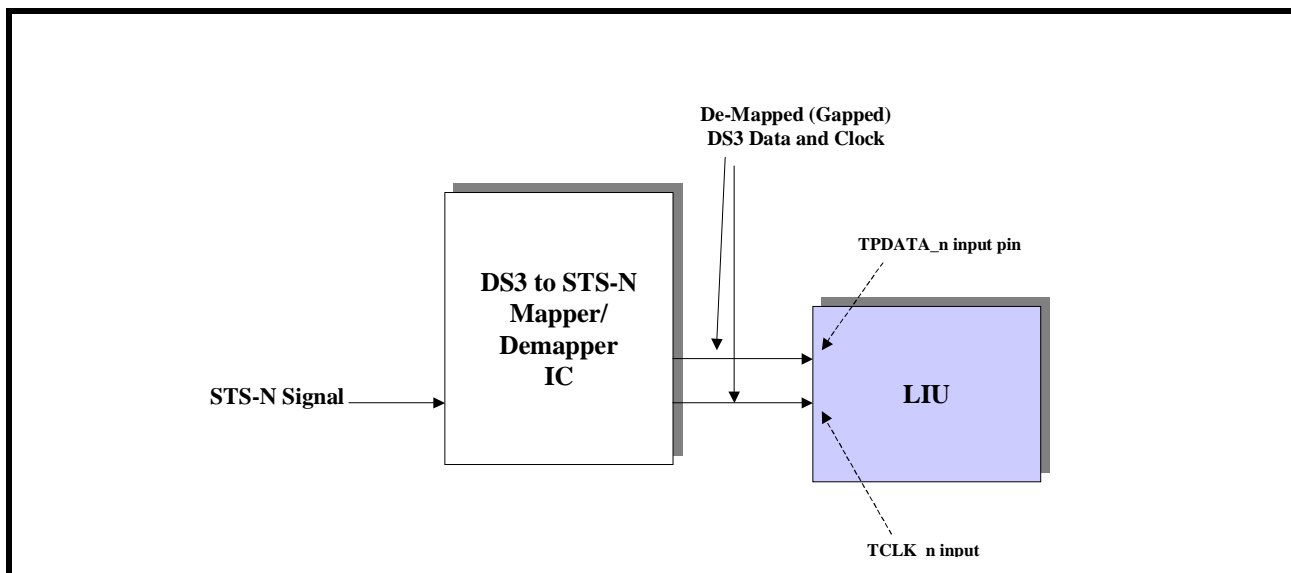 De-Mapped (Gapped)
DS3 Data and Clock
TPDATA_n input pin
DS3 to STS-N
Mapper/
Demapper
IC
STS-N Signal
LIU
TCLK_n input